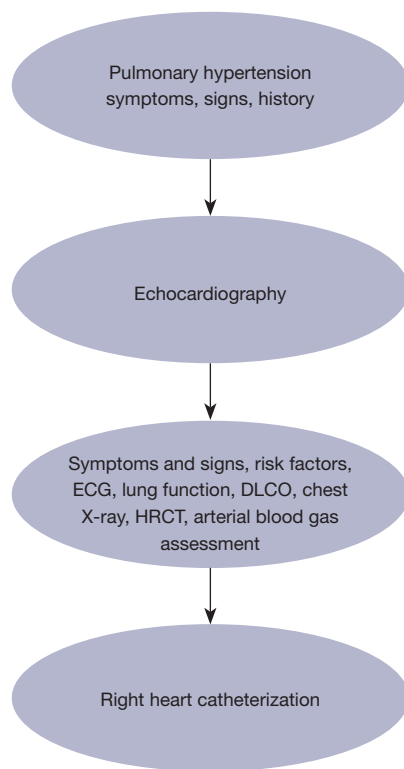 Pulmonary hypertension
symptoms, signs, history
Echocardiography
Symptoms and signs, risk factors,
ECG, lung function, DLCO, chest
X-ray, HRCT, arterial blood gas
assessment
Right heart catheterization